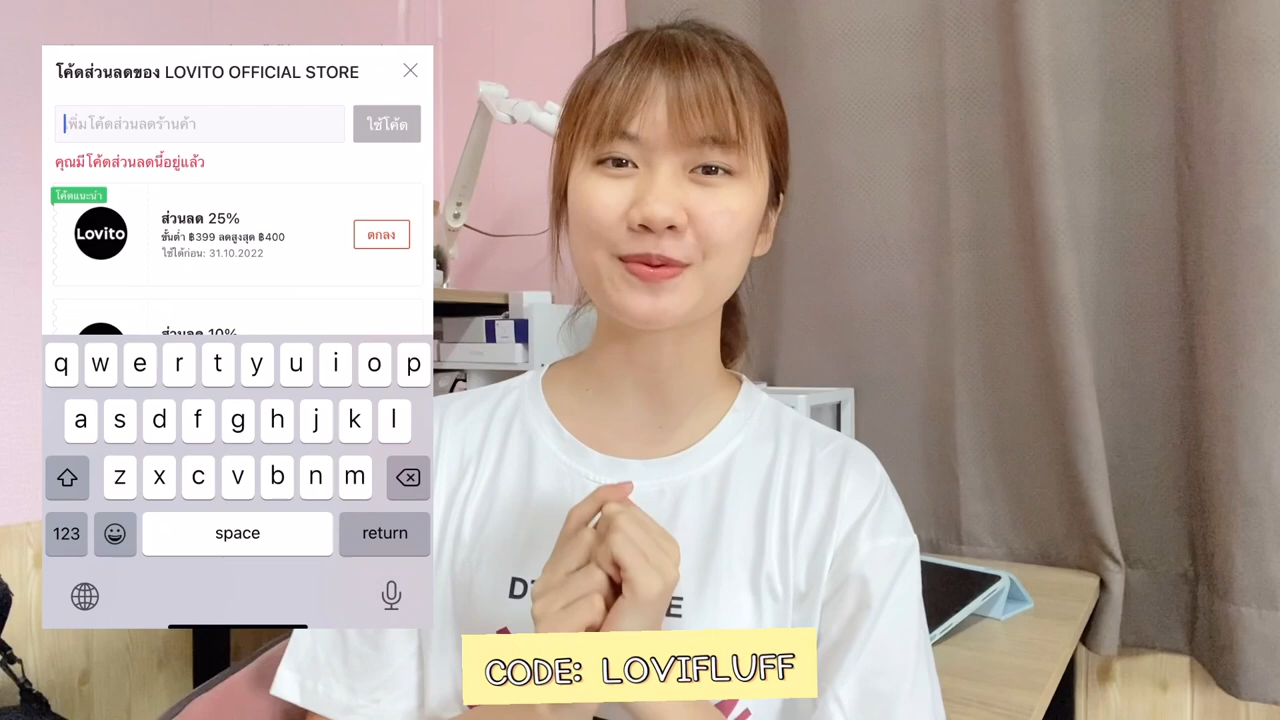 โค้ดส่วนลดของ LOVITO OFFICIAL STORE
เพิ่มโค้ดส่วนลดร้านค้า
ใช้โค้ด
คุณมีโค้ดส่วนลดนี้อยู่แล้ว
โค้ดแนะนำ
Lovito
ส่วนลด 25%
ขั้นต่ำ ฿399 ลดสูงสุด ฿400
ใช้ได้ก่อน: 31.10.2022
ตกลง
ส่วนลด 10%
q w e r t y u i o p
a s d f g h j k l
z x c v b n m
123
space
return
CODE: LOVIFLUFF